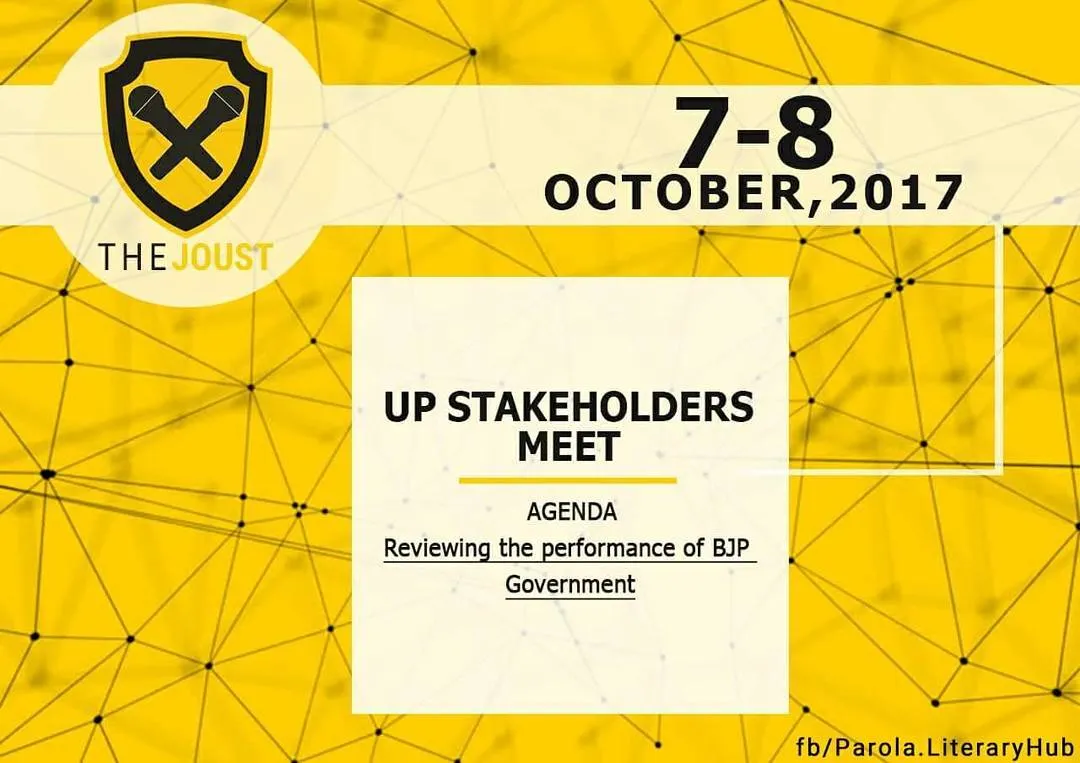 THE JOUST
7-8
OCTOBER,2017
UP STAKEHOLDERS
MEET
AGENDA
Reviewing the performance of BJP
Government
fb/Parola.LiteraryHub